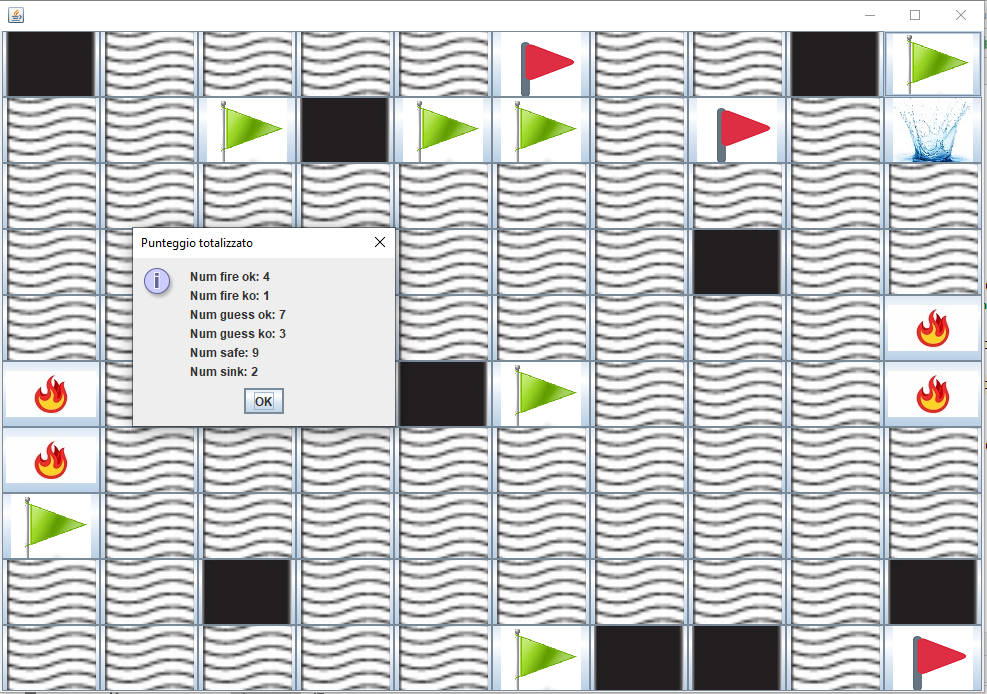 Punteggio totalizzato
Num fire ok: 4
Num fire ko: 1
Num guess ok: 7
Num guess ko: 3
Num safe: 9
Num sink: 2
OK